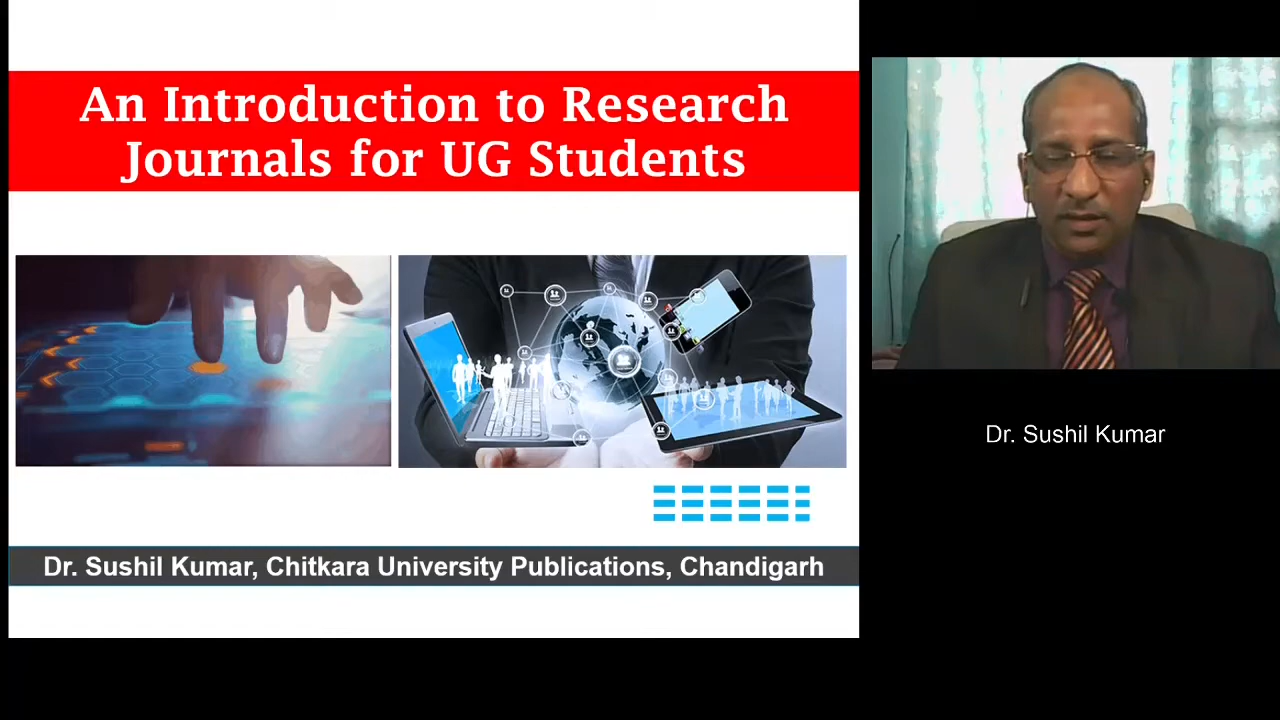 An Introduction to Research
Journals for UG Students
Dr. Sushil Kumar, Chitkara University Publications, Chandigarh
Dr. Sushil Kumar